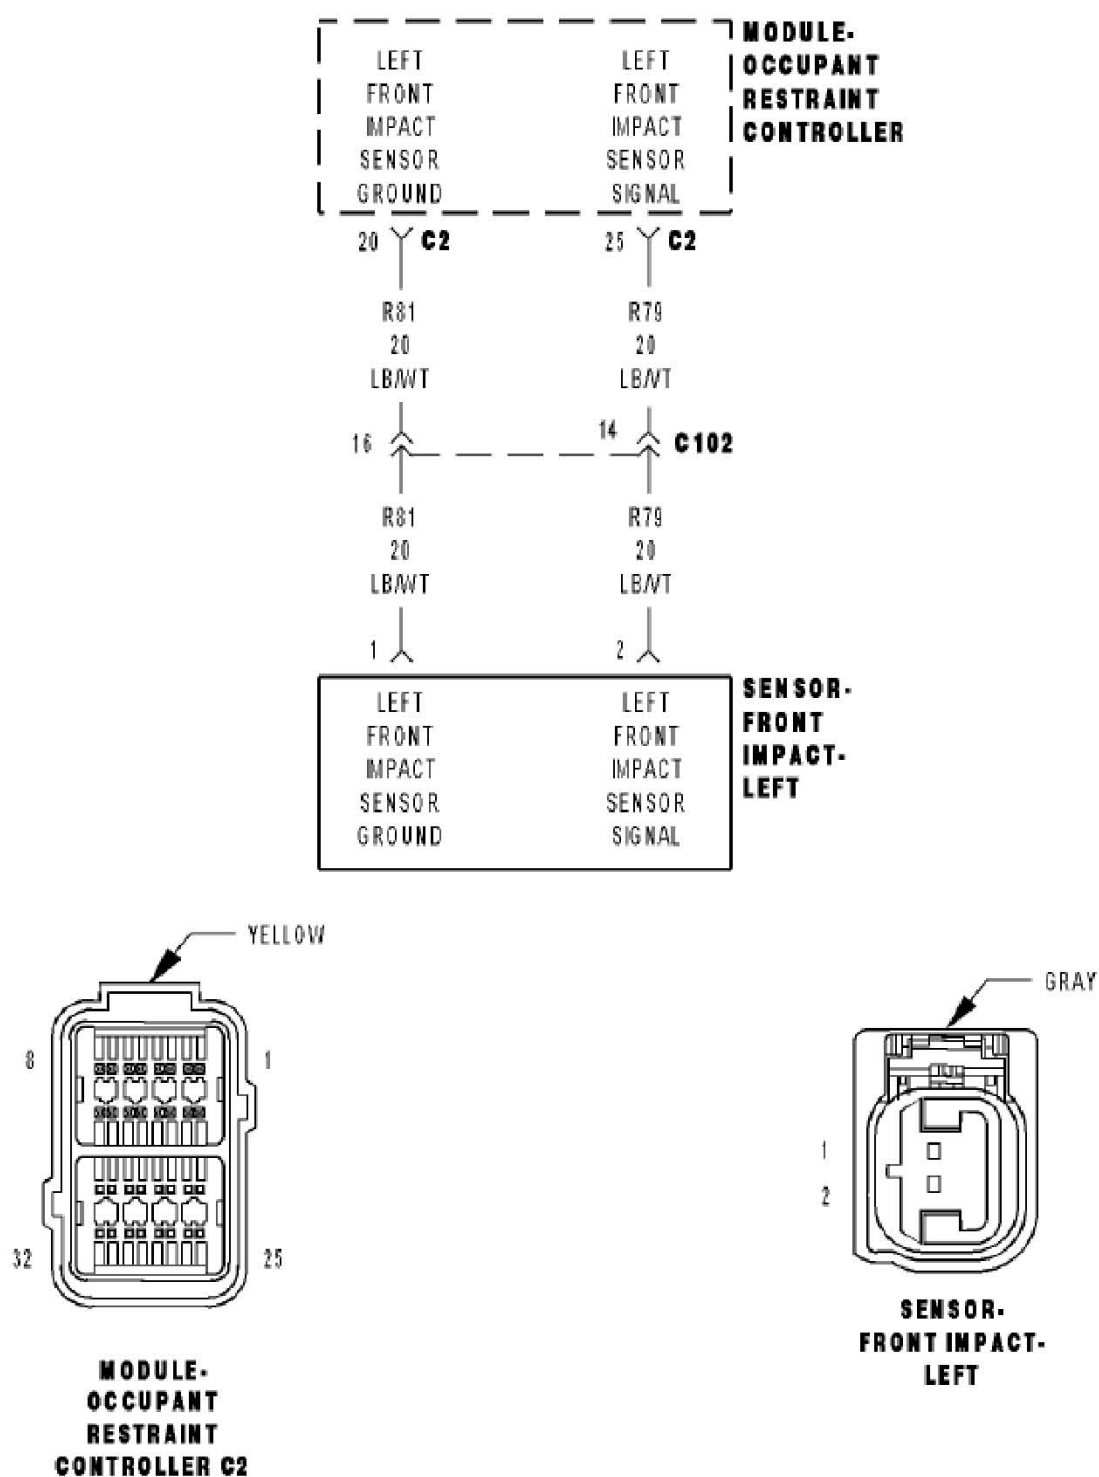 MODULE-
OCCUPANT
RESTRAINT
CONTROLLER
LEFT
FRONT
IMPACT
SENSOR
GROUND
LEFT
FRONT
IMPACT
SENSOR
SIGNAL
20 C2
25 C2
R81
20
LB/WT
R79
20
LB/VT
16
14 C102
R81
20
LB/WT
R79
20
LB/VT
1
2
LEFT
FRONT
IMPACT
SENSOR
GROUND
LEFT
FRONT
IMPACT
SENSOR
SIGNAL
SENSOR-
FRONT
IMPACT-
LEFT
YELLOW
8
1
32
25
MODULE-
OCCUPANT
RESTRAINT
CONTROLLER C2
GRAY
1
2
SENSOR-
FRONT IMPACT-
LEFT